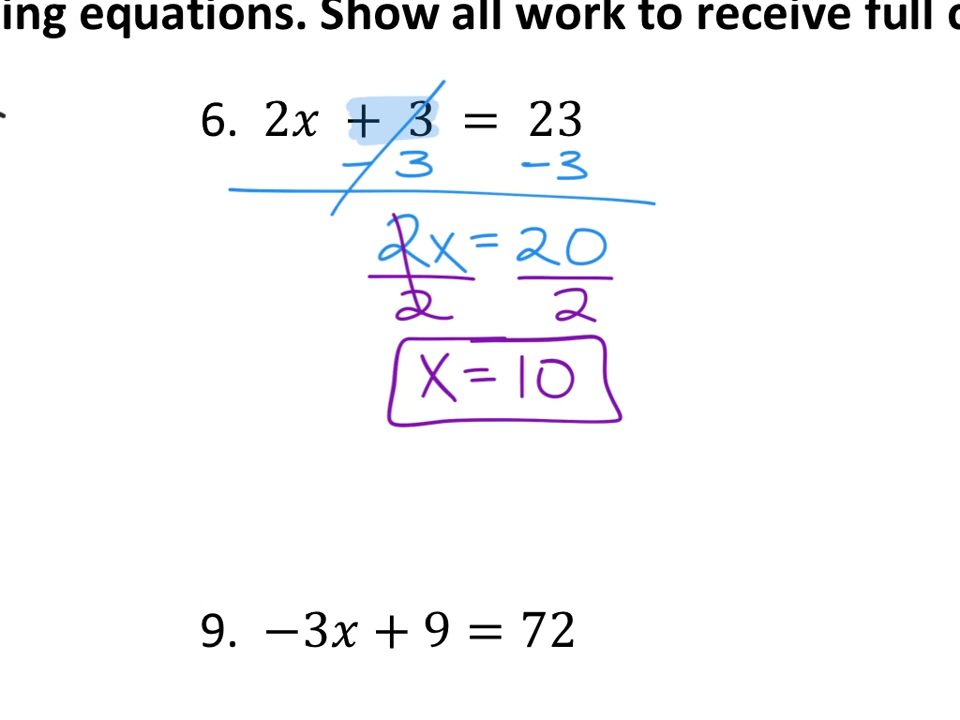 ing equations. Show all work to receive full
6. 2x + 3 = 23
- 3 -3
2x = 20
2 2
x = 10
9. −3x + 9 = 72